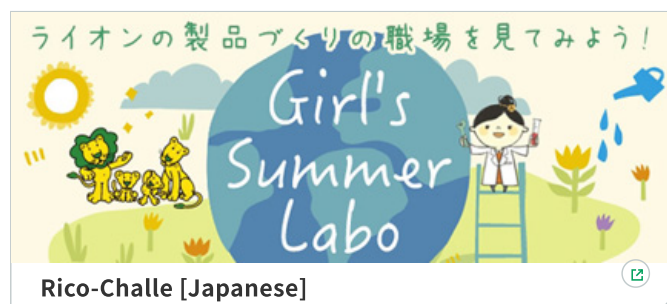 ライオンの製品づくりの職場を見てみよう!
Girl's
Summer
Labo
Rico-Challe [Japanese]